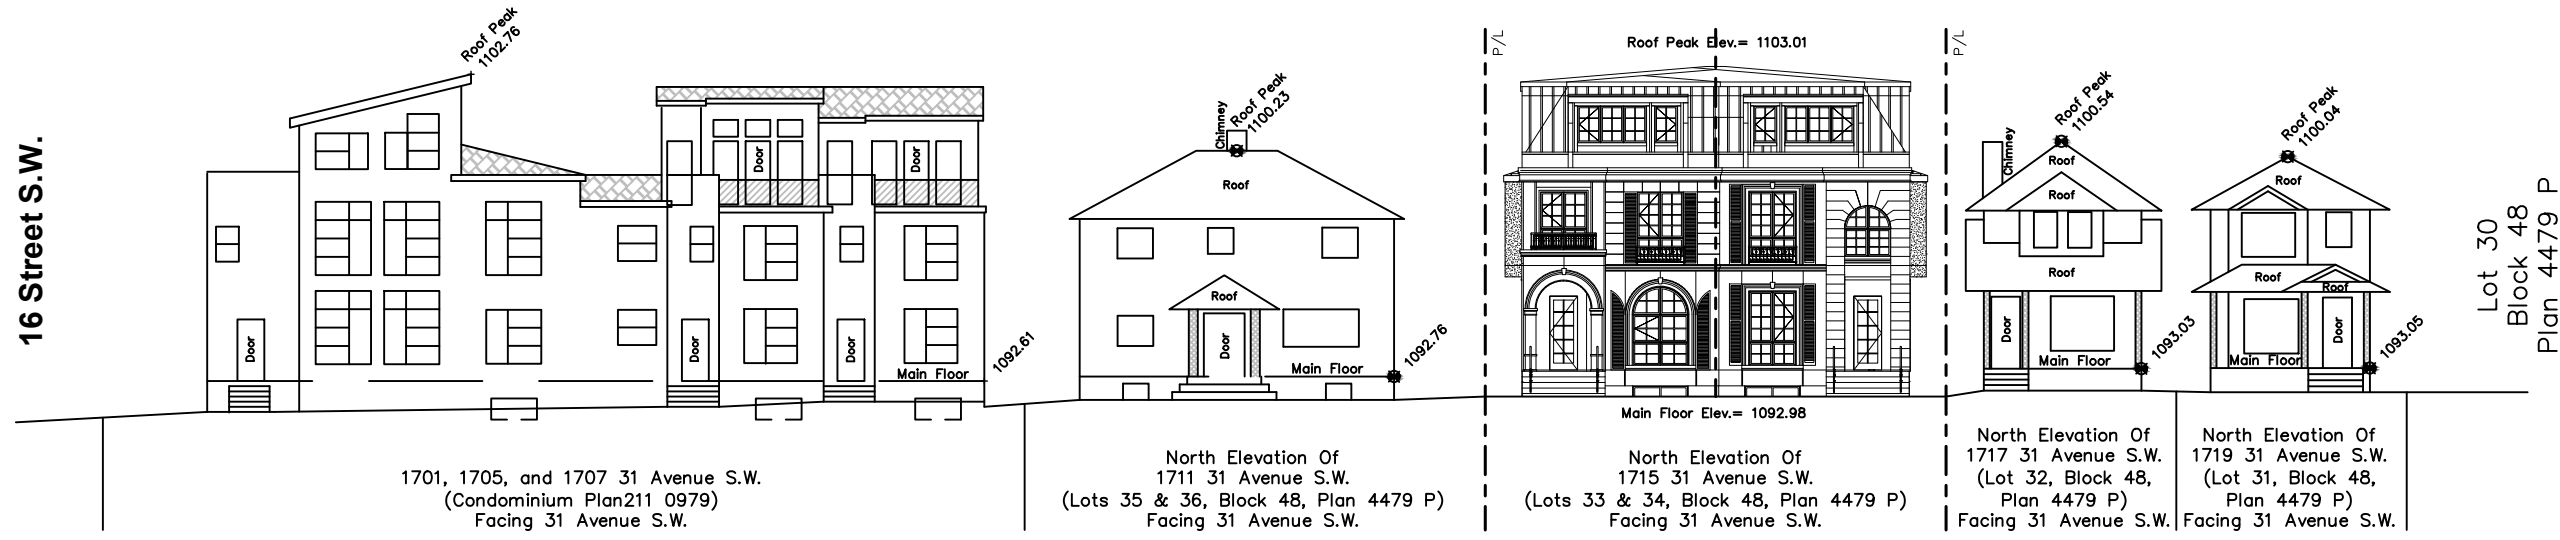 16 Street S.W.
Roof Peak
1102.76
Door
Door
Door
Door
Door
Main Floor
1092.61
1701, 1705, and 1707 31 Avenue S.W.
(Condominium Plan211 0979)
Facing 31 Avenue S.W.
Chimney
Roof Peak
1100.23
Roof
Roof
Door
Main Floor
1092.76
North Elevation Of
1711 31 Avenue S.W.
(Lots 35 & 36, Block 48, Plan 4479 P)
Facing 31 Avenue S.W.
P/L
Roof Peak Elev.= 1103.01
Main Floor Elev.= 1092.98
North Elevation Of
1715 31 Avenue S.W.
(Lots 33 & 34, Block 48, Plan 4479 P)
Facing 31 Avenue S.W.
P/L
Chimney
Roof Peak
1100.54
Roof
Roof
Roof
Door
Main Floor
1093.03
North Elevation Of
1717 31 Avenue S.W.
(Lot 32, Block 48,
Plan 4479 P)
Facing 31 Avenue S.W.
Roof Peak
1100.04
Roof
Roof
Roof
Door
Main Floor
1093.05
North Elevation Of
1719 31 Avenue S.W.
(Lot 31, Block 48,
Plan 4479 P)
Facing 31 Avenue S.W.
Lot 30
Block 48
Plan 4479 P